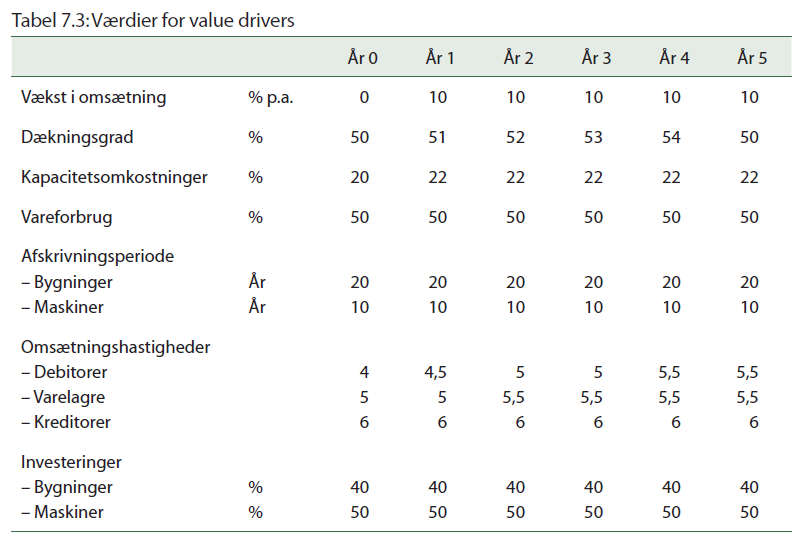 Tabel 7.3: Værdier for value drivers
År 0 År 1 År 2 År 3 År 4 År 5
Vækst i omsætning % p.a. 0 10 10 10 10 10
Dækningsgrad % 50 51 52 53 54 50
Kapacitetsomkostninger % 20 22 22 22 22 22
Vareforbrug % 50 50 50 50 50 50
Afskrivningsperiode
– Bygninger År 20 20 20 20 20 20
– Maskiner År 10 10 10 10 10 10
Omsætningshastigheder
– Debitorer 4 4,5 5 5 5,5 5,5
– Varelagre 5 5 5,5 5,5 5,5 5,5
– Kreditorer 6 6 6 6 6 6
Investeringer
– Bygninger % 40 40 40 40 40 40
– Maskiner % 50 50 50 50 50 50